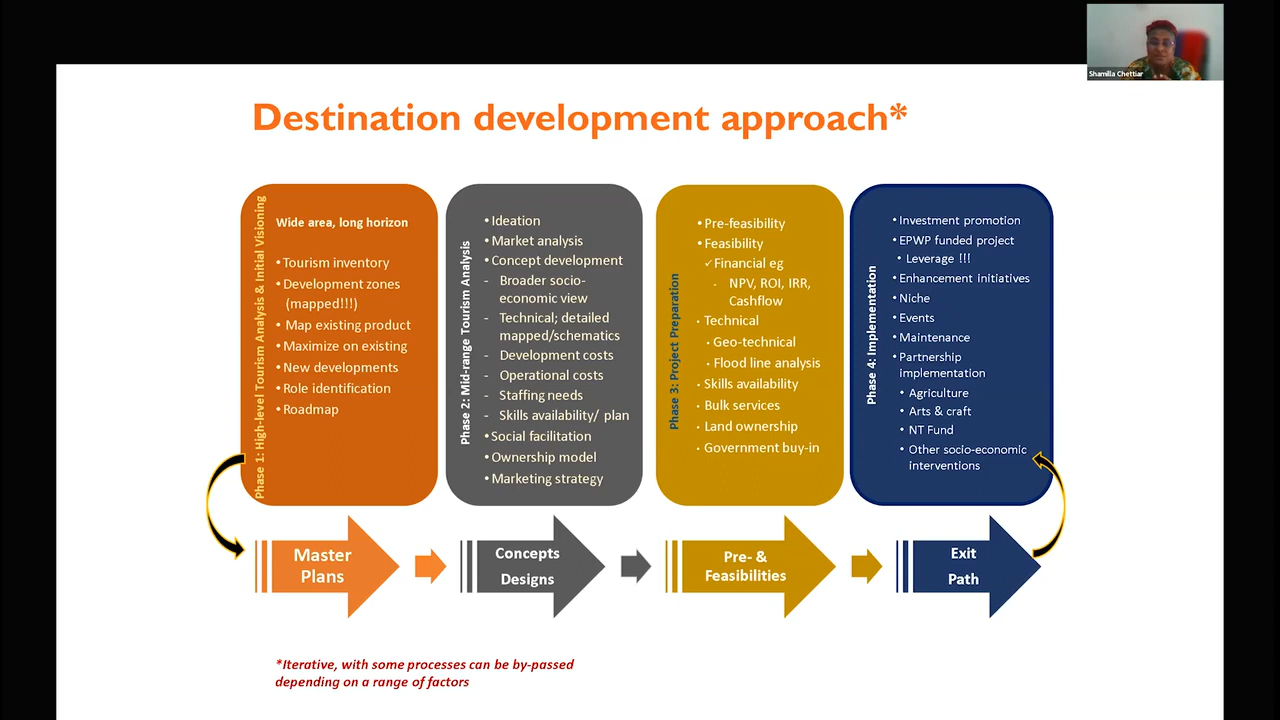 Shamilla Chettiar
Destination development approach*
Phase 1: High-level Tourism Analysis & Initial Visioning
Wide area, long horizon
• Tourism inventory
• Development zones
(mapped!!!)
• Map existing product
• Maximize on existing
• New developments
• Role identification
• Roadmap
Phase 2: Mid-range Tourism Analysis
• Ideation
• Market analysis
• Concept development
- Broader socio-
economic view
- Technical; detailed
mapped/schematics
- Development costs
- Operational costs
- Staffing needs
- Skills availability/ plan
• Social facilitation
• Ownership model
• Marketing strategy
Phase 3: Project Preparation
• Pre-feasibility
• Feasibility
✓ Financial eg
- NPV, ROI, IRR,
Cashflow
• Technical
• Geo-technical
• Flood line analysis
• Skills availability
• Bulk services
• Land ownership
• Government buy-in
Phase 4: Implementation
• Investment promotion
• EPWP funded project
• Leverage !!!
• Enhancement initiatives
• Niche
• Events
• Maintenance
• Partnership
implementation
• Agriculture
• Arts & craft
• NT Fund
• Other socio-economic
interventions
Master
Plans
Concepts
Designs
Pre- &
Feasibilities
Exit
Path
*Iterative, with some processes can be by-passed
depending on a range of factors